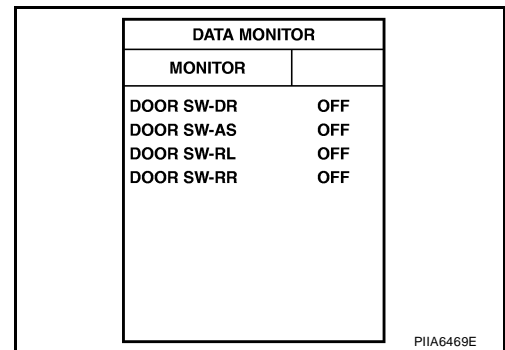 DATA MONITOR
MONITOR
DOOR SW-DR OFF
DOOR SW-AS OFF
DOOR SW-RL OFF
DOOR SW-RR OFF
PIIA6469E